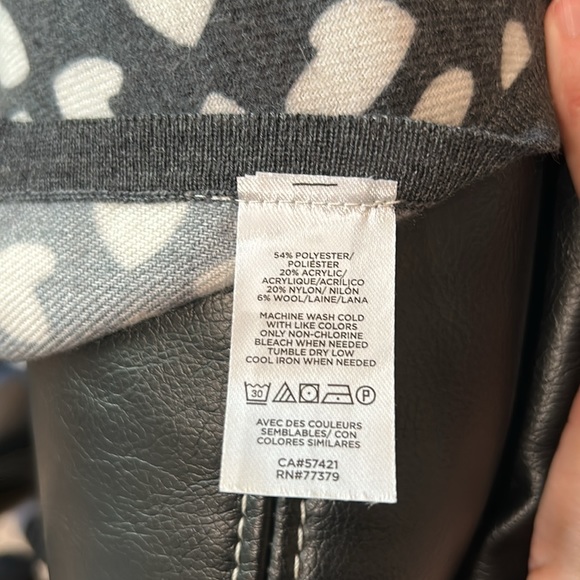 54% POLYESTER/
POLIÉSTER
20% ACRYLIC/
ACRYLIQUE/ACRÍLICO
20% NYLON/ NILÓN
6% WOOL/LAINE/LANA
MACHINE WASH COLD
WITH LIKE COLORS
ONLY NON-CHLORINE
BLEACH WHEN NEEDED
TUMBLE DRY LOW
COOL IRON WHEN NEEDED
30 P
AVEC DES COULEURS
SEMBLABLES/ CON
COLORES SIMILARES
CA#57421
RN#77379